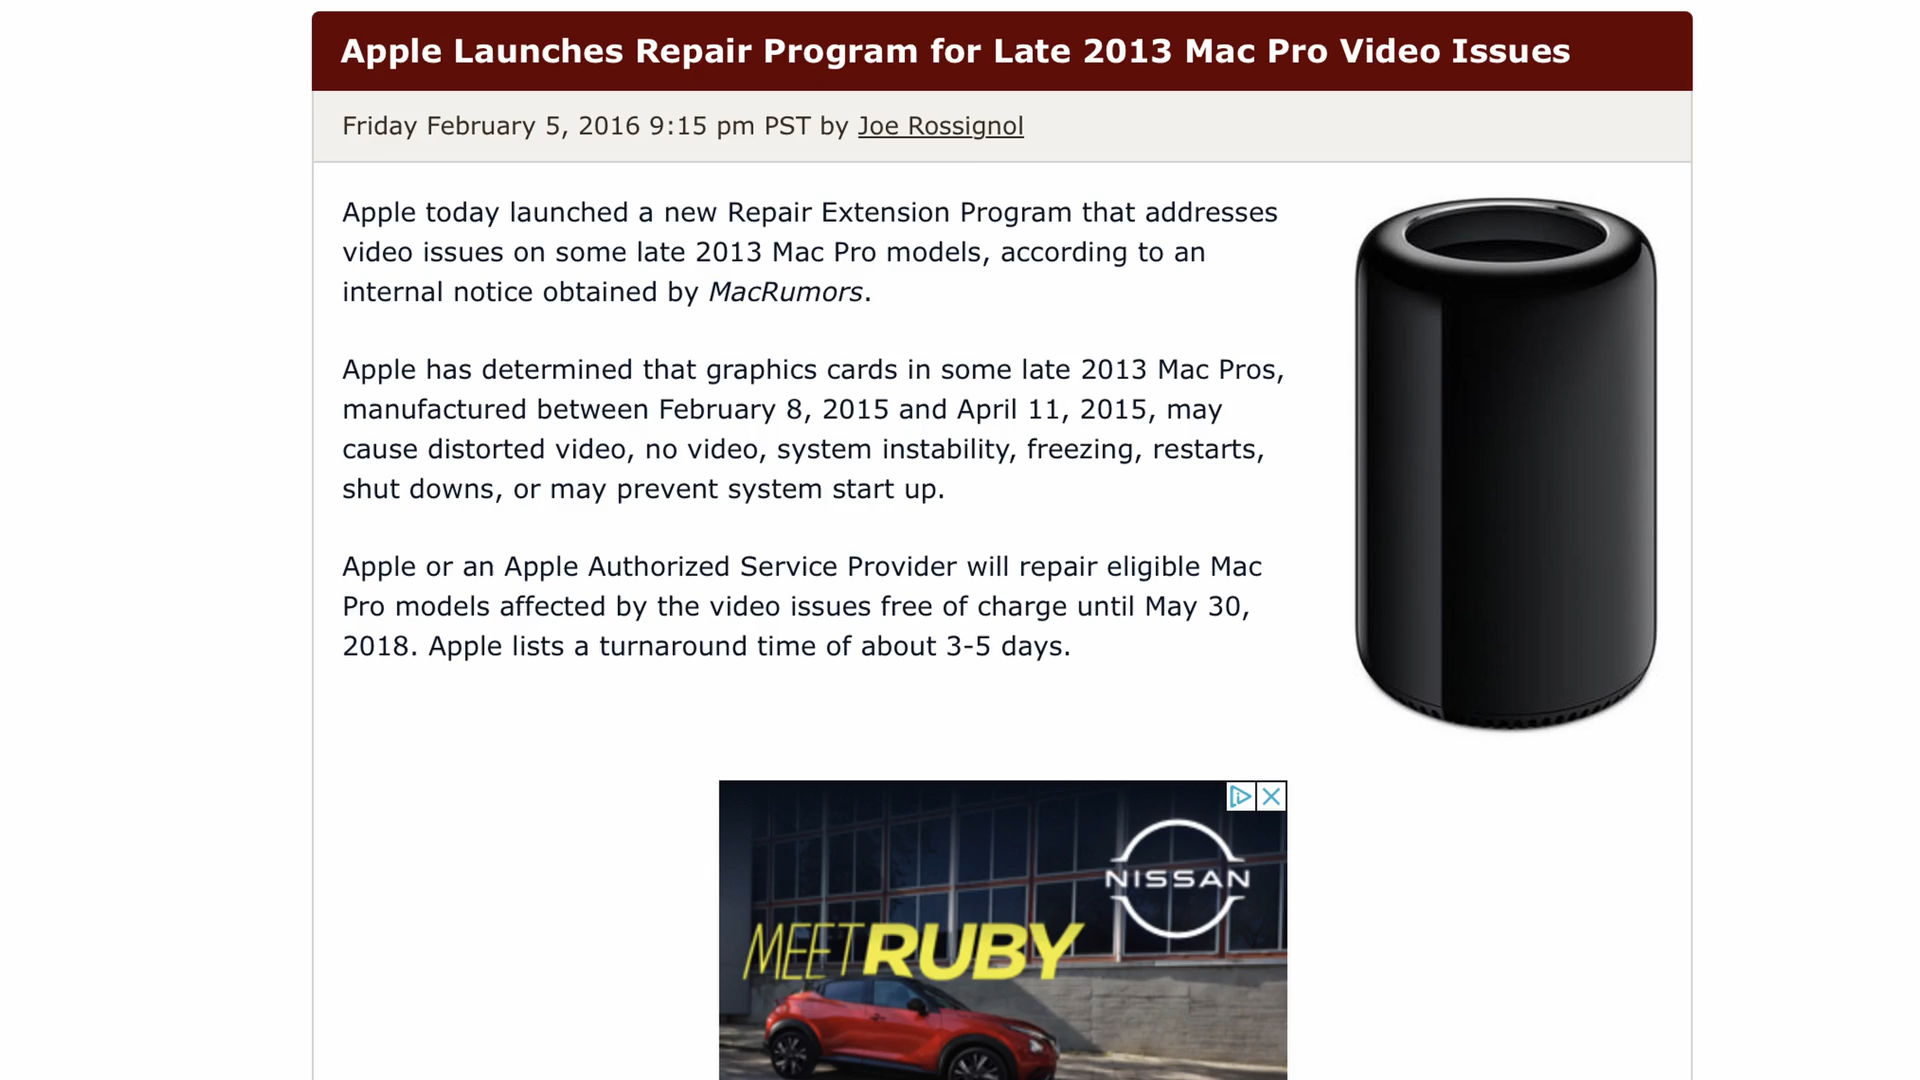 Apple Launches Repair Program for Late 2013 Mac Pro Video Issues
Friday February 5, 2016 9:15 pm PST by Joe Rossignol
Apple today launched a new Repair Extension Program that addresses
video issues on some late 2013 Mac Pro models, according to an
internal notice obtained by MacRumors.
Apple has determined that graphics cards in some late 2013 Mac Pros,
manufactured between February 8, 2015 and April 11, 2015, may
cause distorted video, no video, system instability, freezing, restarts,
shut downs, or may prevent system start up.
Apple or an Apple Authorized Service Provider will repair eligible Mac
Pro models affected by the video issues free of charge until May 30,
2018. Apple lists a turnaround time of about 3-5 days.
NISSAN
MEET RUBY